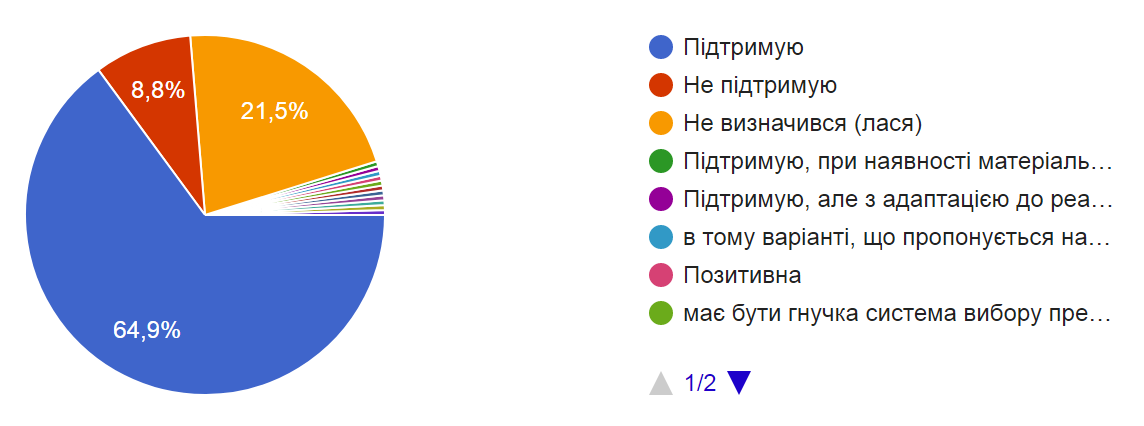 8,8%
21,5%
64,9%
Підтримую
Не підтримую
Не визначився (лася)
Підтримую, при наявності матеріаль…
Підтримую, але з адаптацією до реа…
в тому варіанті, що пропонується на…
Позитивна
має бути гнучка система вибору пре…
1/2